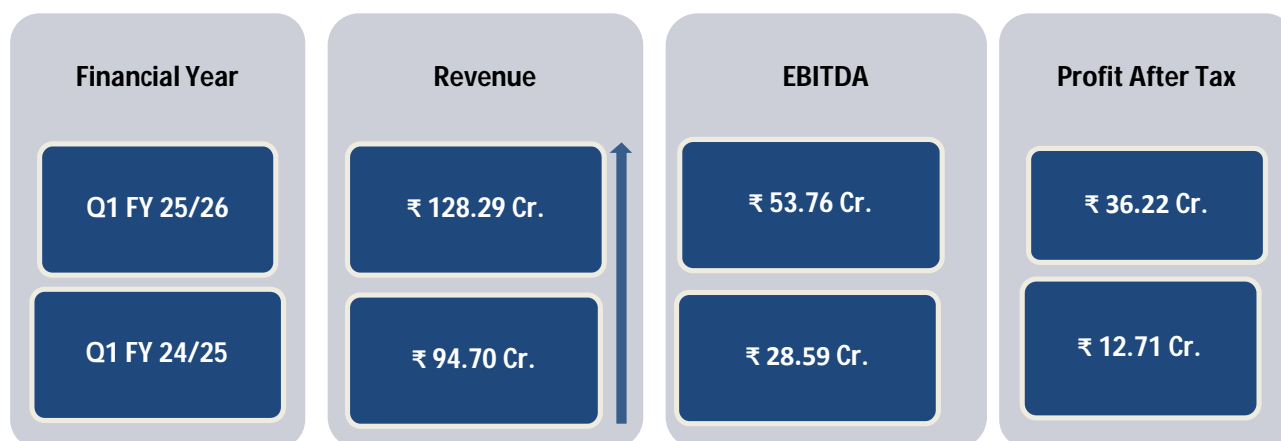 Financial Year
Revenue
EBITDA
Profit After Tax
Q1 FY 25/26
₹ 128.29 Cr.
₹ 53.76 Cr.
₹ 36.22 Cr.
Q1 FY 24/25
₹ 94.70 Cr.
₹ 28.59 Cr.
₹ 12.71 Cr.